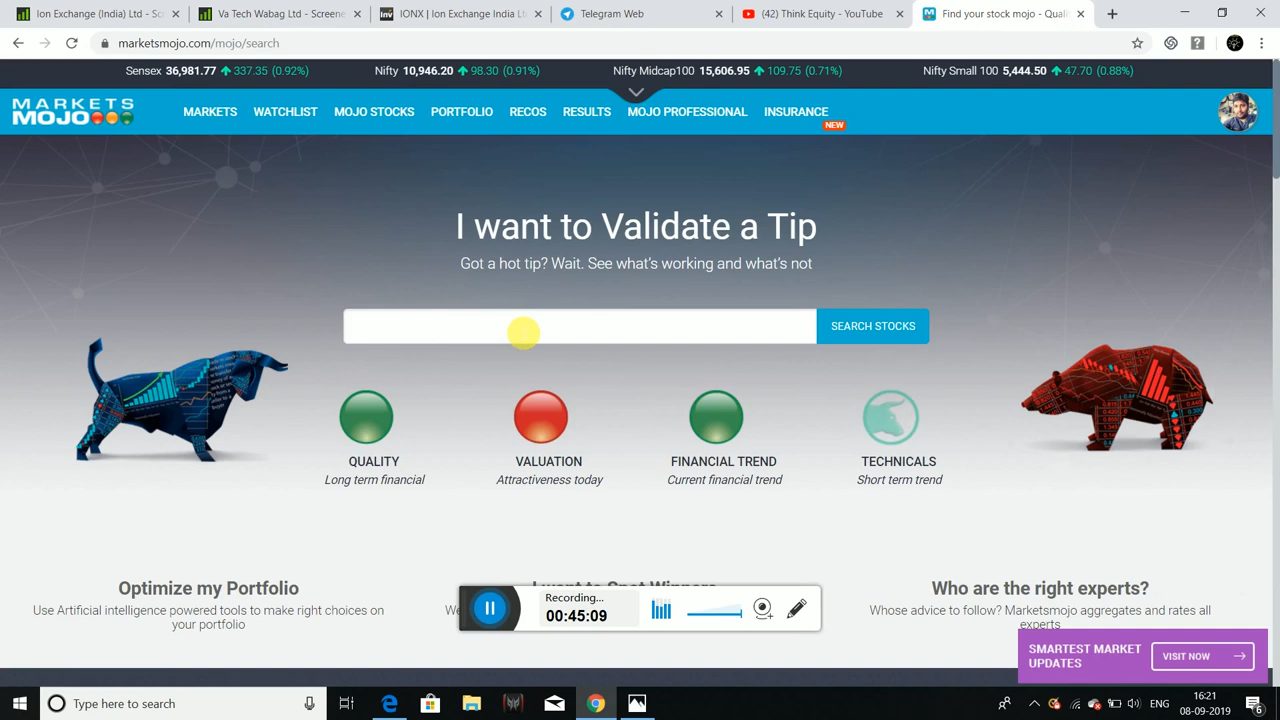 Ion Exchange (India) Ltd - Scr
Va Tech Wabag Ltd - Screene
IONX | Ion Exchange India Lt
Telegram Web
(42) Think Equity - YouTube
Find your stock mojo - Quali
marketsmojo.com/mojo/search
Sensex 36,981.77 337.35 (0.92%)
Nifty 10,946.20 98.30 (0.91%)
Nifty Midcap100 15,606.95 109.75 (0.71%)
Nifty Small 100 5,444.50 47.70 (0.88%)
MARKETS MOJO
MARKETS
WATCHLIST
MOJO STOCKS
PORTFOLIO
RECOS
RESULTS
MOJO PROFESSIONAL
INSURANCE
NEW
I want to Validate a Tip
Got a hot tip? Wait. See what's working and what's not
SEARCH STOCKS
QUALITY
Long term financial
VALUATION
Attractiveness today
FINANCIAL TREND
Current financial trend
TECHNICALS
Short term trend
Optimize my Portfolio
Use Artificial intelligence powered tools to make right choices on
your portfolio
Who are the right experts?
Whose advice to follow? Marketsmojo aggregates and rates all
experts
Recording...
00:45:09
SMARTEST MARKET
UPDATES
VISIT NOW
Type here to search
ENG
16:21
08-09-2019
6